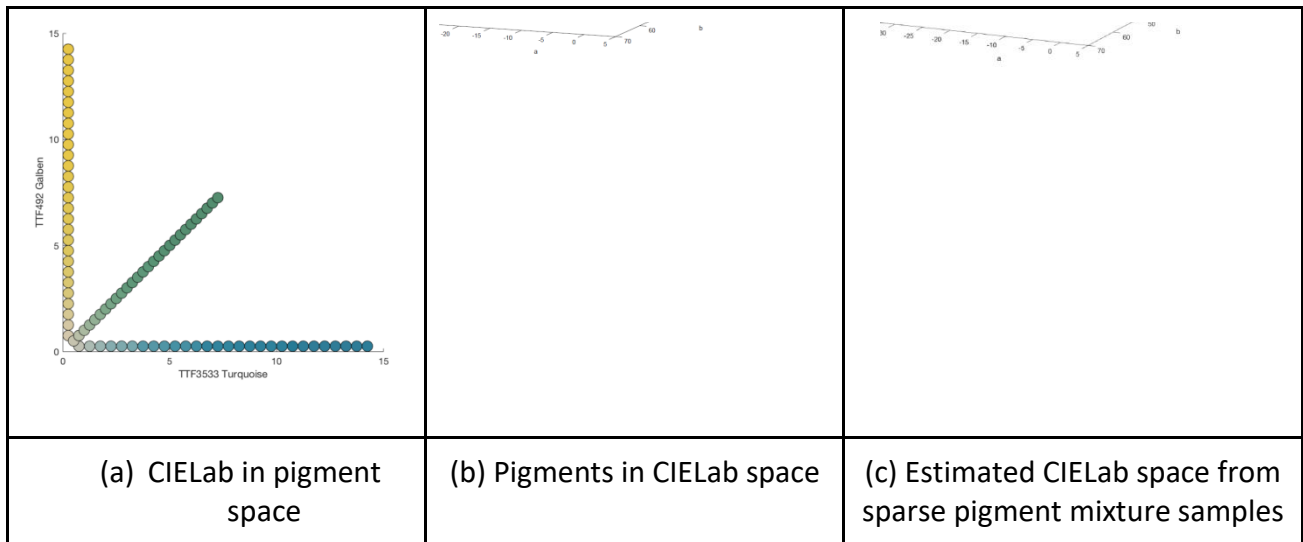 15
10
5
0
0
5
10
15
TTF492 Galben
TTF3533 Turquoise
-20
-15
-10
-5
0
5
70
60
a
b
-25
-20
-15
-10
-5
0
5
70
60
50
a
b
(a) CIELab in pigment
space
(b) Pigments in CIELab space
(c) Estimated CIELab space from
sparse pigment mixture samples